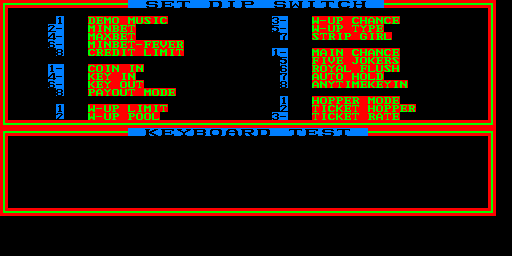 SET DIP SWITCH
1 DEMO MUSIC
2- MINBET
4- MAXBET
6- MINBET-FEVER
8 CREDIT LIMIT
1- COIN IN
4- KEY IN
6- KEY OUT
8 PAYOUT MODE
1 W-UP LIMIT
2 W-UP POOL
3- W-UP CHANCE
5- W-UP TYPE
7 STRIP GIRL
1- MAIN CHANCE
5 FIVE JOKERS
6 ROYAL FLUSH
7 AUTO HOLD
8 ANYTIMEKEYIN
1 HOPPER MODE
2 TICKET HOPPER
3- TICKET RATE
KEYBOARD TEST